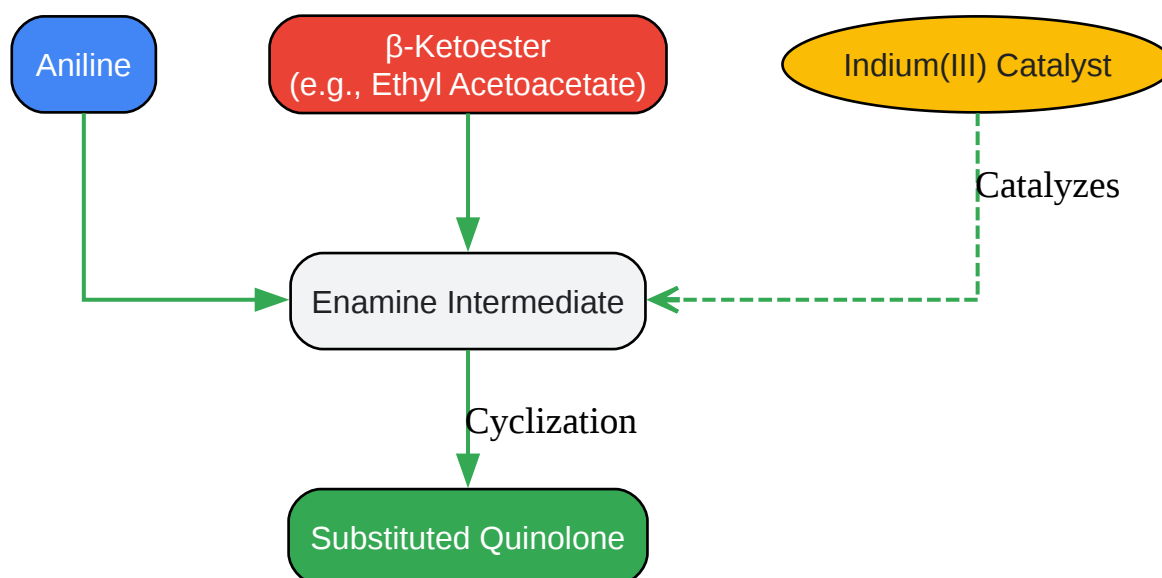 Aniline
β-Ketoester
(e.g., Ethyl Acetoacetate)
Indium(III) Catalyst
Catalyzes
Enamine Intermediate
Cyclization
Substituted Quinolone